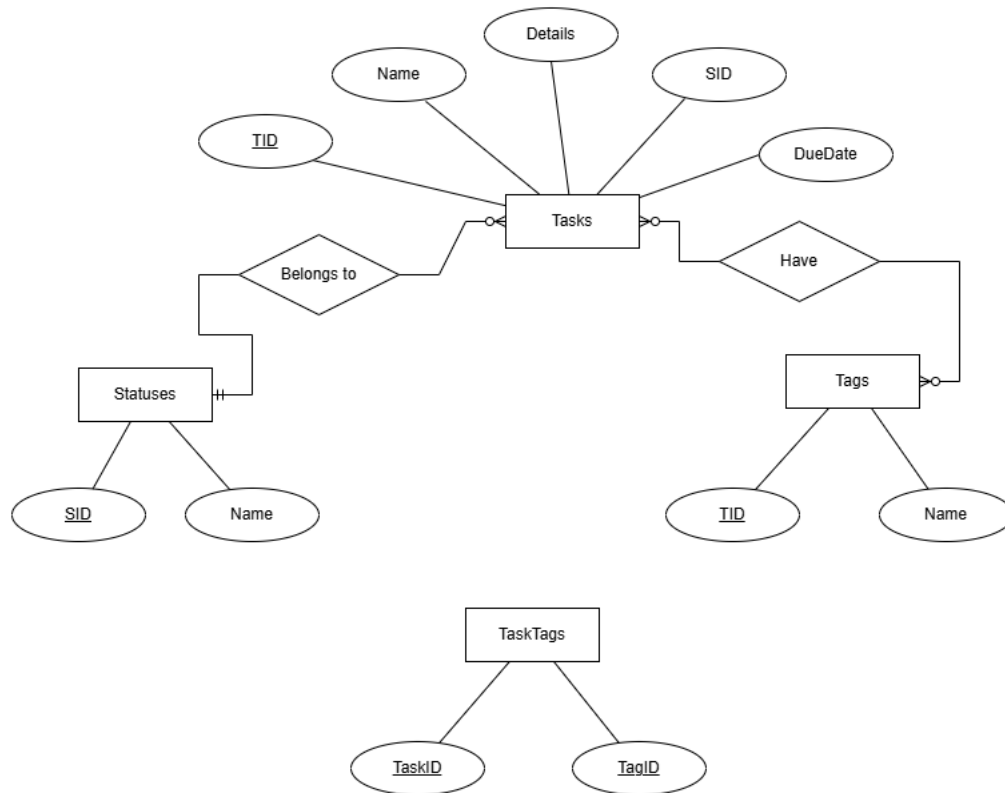 Details
Name
SID
TID
DueDate
Tasks
Belongs to
Have
Statuses
Tags
SID
Name
TID
Name
TaskTags
TaskID
TagID